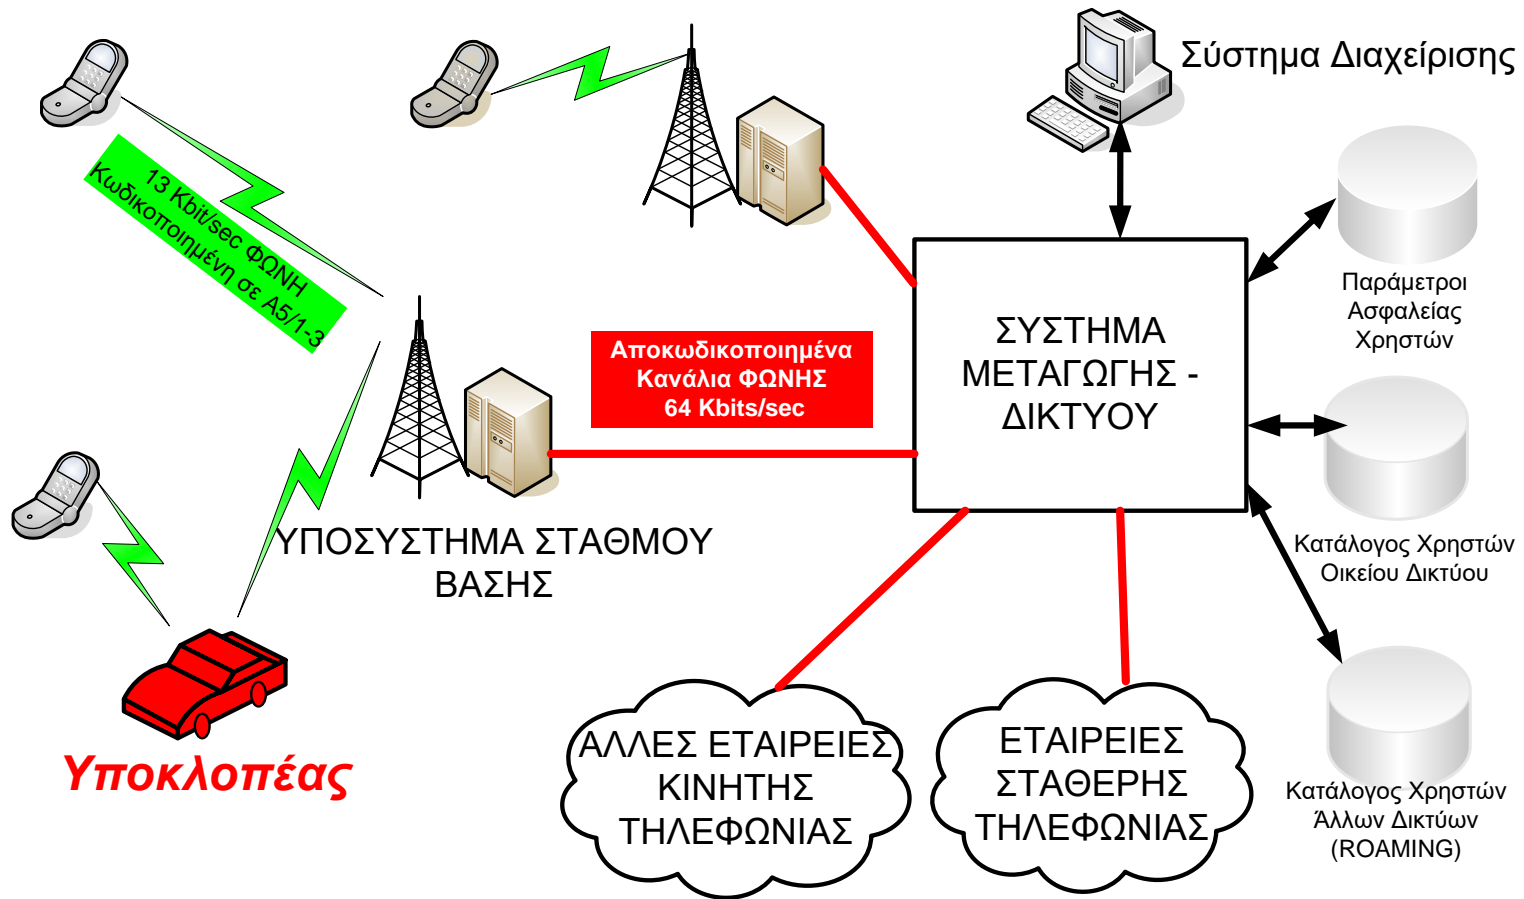 Σύστημα Διαχείρισης
13 Kbit/sec ΦΩΝΗ
Κωδικοποιημένη σε A5/1-3
Παράμετροι
Ασφαλείας
Χρηστών
Αποκωδικοποιημένα
Κανάλια ΦΩΝΗΣ
64 Kbits/sec
ΣΥΣΤΗΜΑ
ΜΕΤΑΓΩΓΗΣ -
ΔΙΚΤΥΟΥ
ΥΠΟΣΥΣΤΗΜΑ ΣΤΑΘΜΟΥ
ΒΑΣΗΣ
Κατάλογος Χρηστών
Οικείου Δικτύου
Υποκλοπέας
ΑΛΛΕΣ ΕΤΑΙΡΕΙΕΣ
ΚΙΝΗΤΗΣ
ΤΗΛΕΦΩΝΙΑΣ
ΕΤΑΙΡΕΙΕΣ
ΣΤΑΘΕΡΗΣ
ΤΗΛΕΦΩΝΙΑΣ
Κατάλογος Χρηστών
Άλλων Δικτύων
(ROAMING)